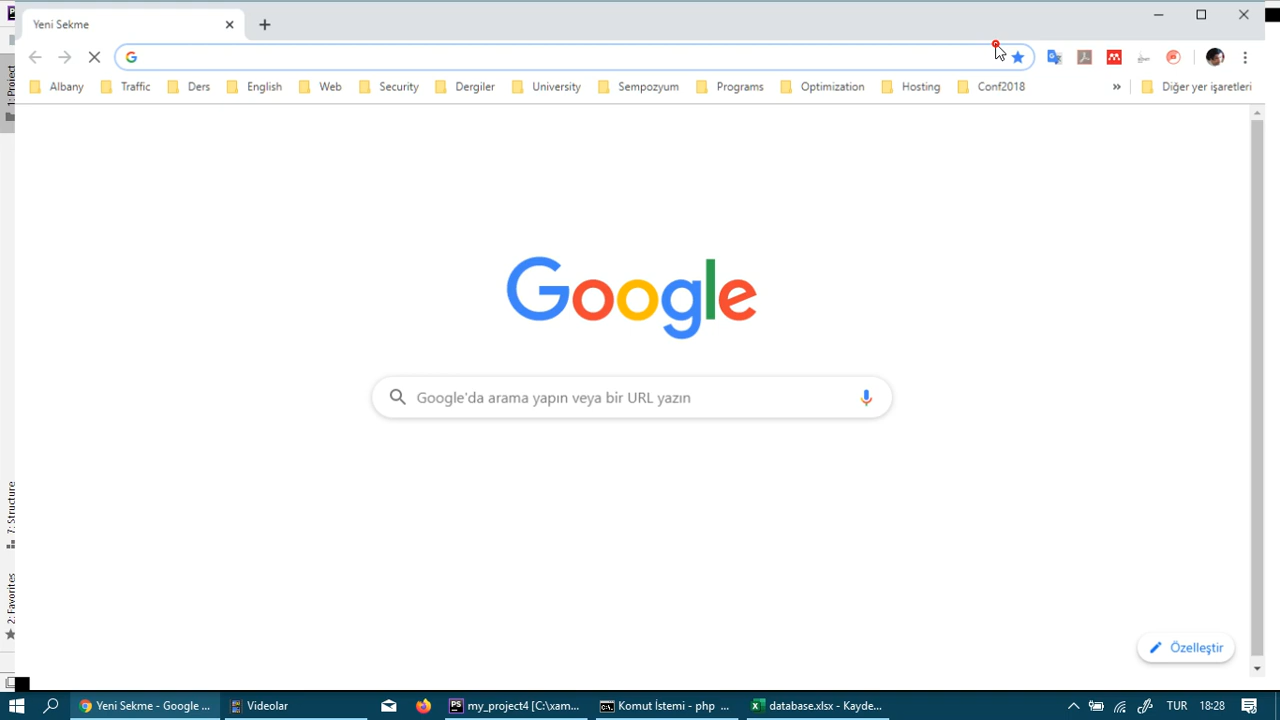 Yeni Sekme
Albany Traffic Ders English Web Security Dergiler University Sempozyum Programs Optimization Hosting Conf2018 » Diğer yer işaretleri
1: Project
Google
Google'da arama yapın veya bir URL yazın
7: Structure
2: Favorites
Özelleştir
Yeni Sekme - Google ... Videolar my_project4 [C:\xam... Komut İstemi - php ... database.xlsx - Kayde... TUR 18:28